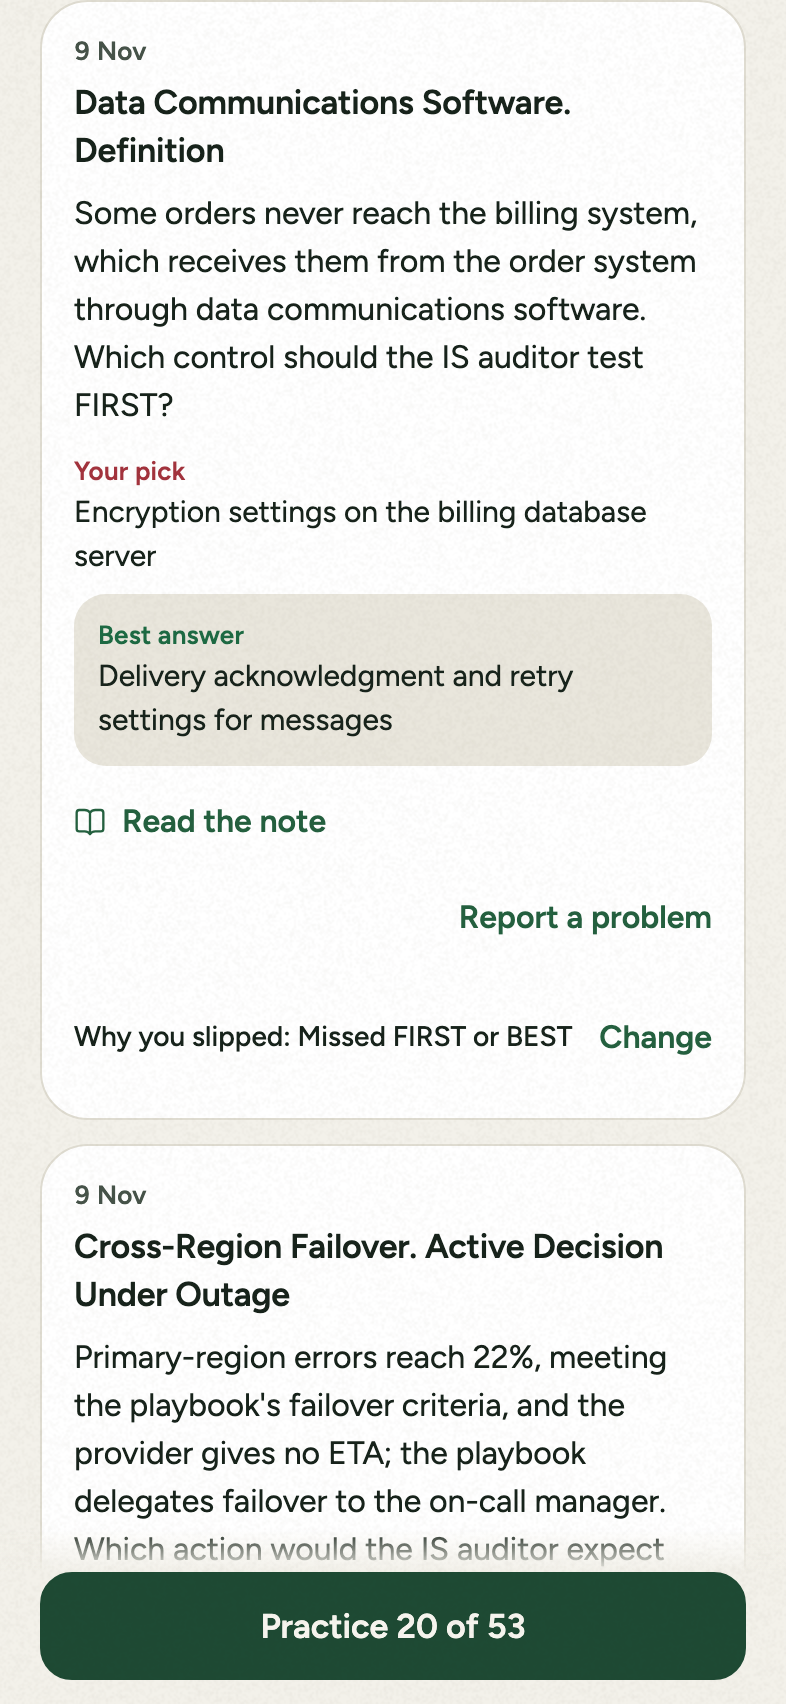 9 Nov
Data Communications Software.
Definition
Some orders never reach the billing system,
which receives them from the order system
through data communications software.
Which control should the IS auditor test
FIRST?
Your pick
Encryption settings on the billing database
server
Best answer
Delivery acknowledgment and retry
settings for messages
Read the note
Report a problem
Why you slipped: Missed FIRST or BEST Change
9 Nov
Cross-Region Failover. Active Decision
Under Outage
Primary-region errors reach 22%, meeting
the playbook's failover criteria, and the
provider gives no ETA; the playbook
delegates failover to the on-call manager.
Which action would the IS auditor expect
Practice 20 of 53